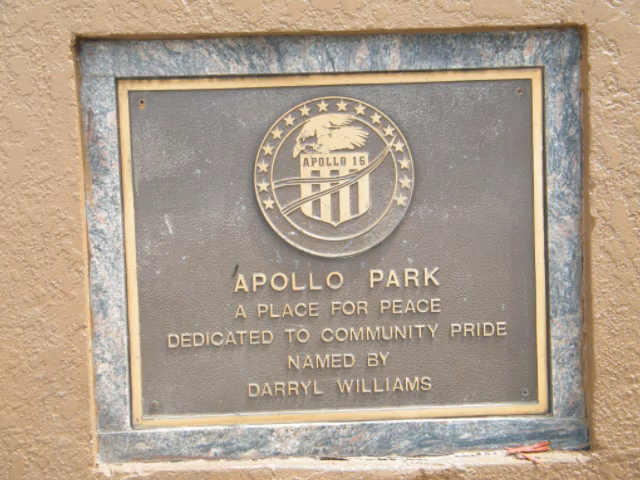 APOLLO 16
APOLLO PARK
A PLACE FOR PEACE
DEDICATED TO COMMUNITY PRIDE
NAMED BY
DARRYL WILLIAMS